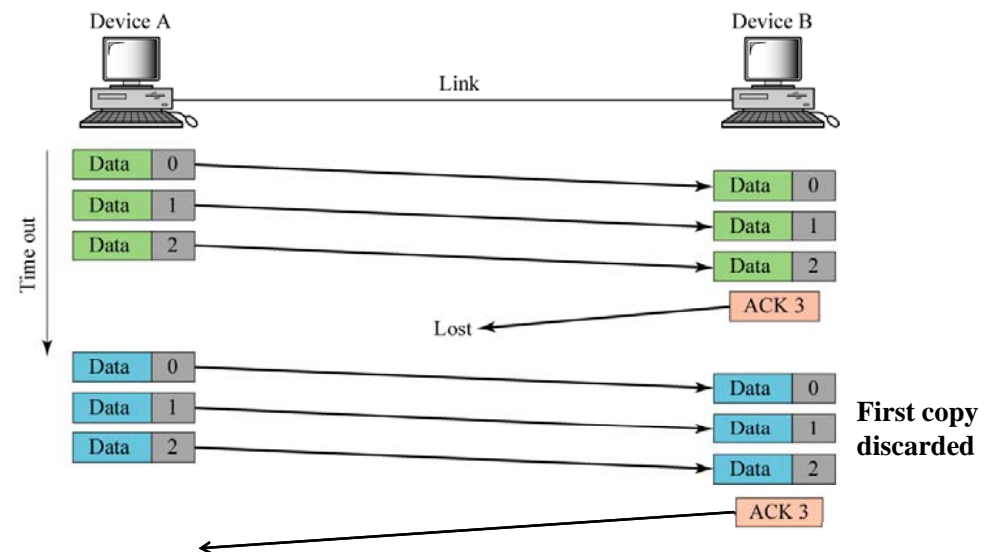 Device A
Device B
Link
Time out
Data 0
Data 0
Data 1
Data 1
Data 2
Data 2
ACK 3
Lost
Data 0
Data 0
Data 1
Data 1
Data 2
Data 2
First copy
discarded
ACK 3